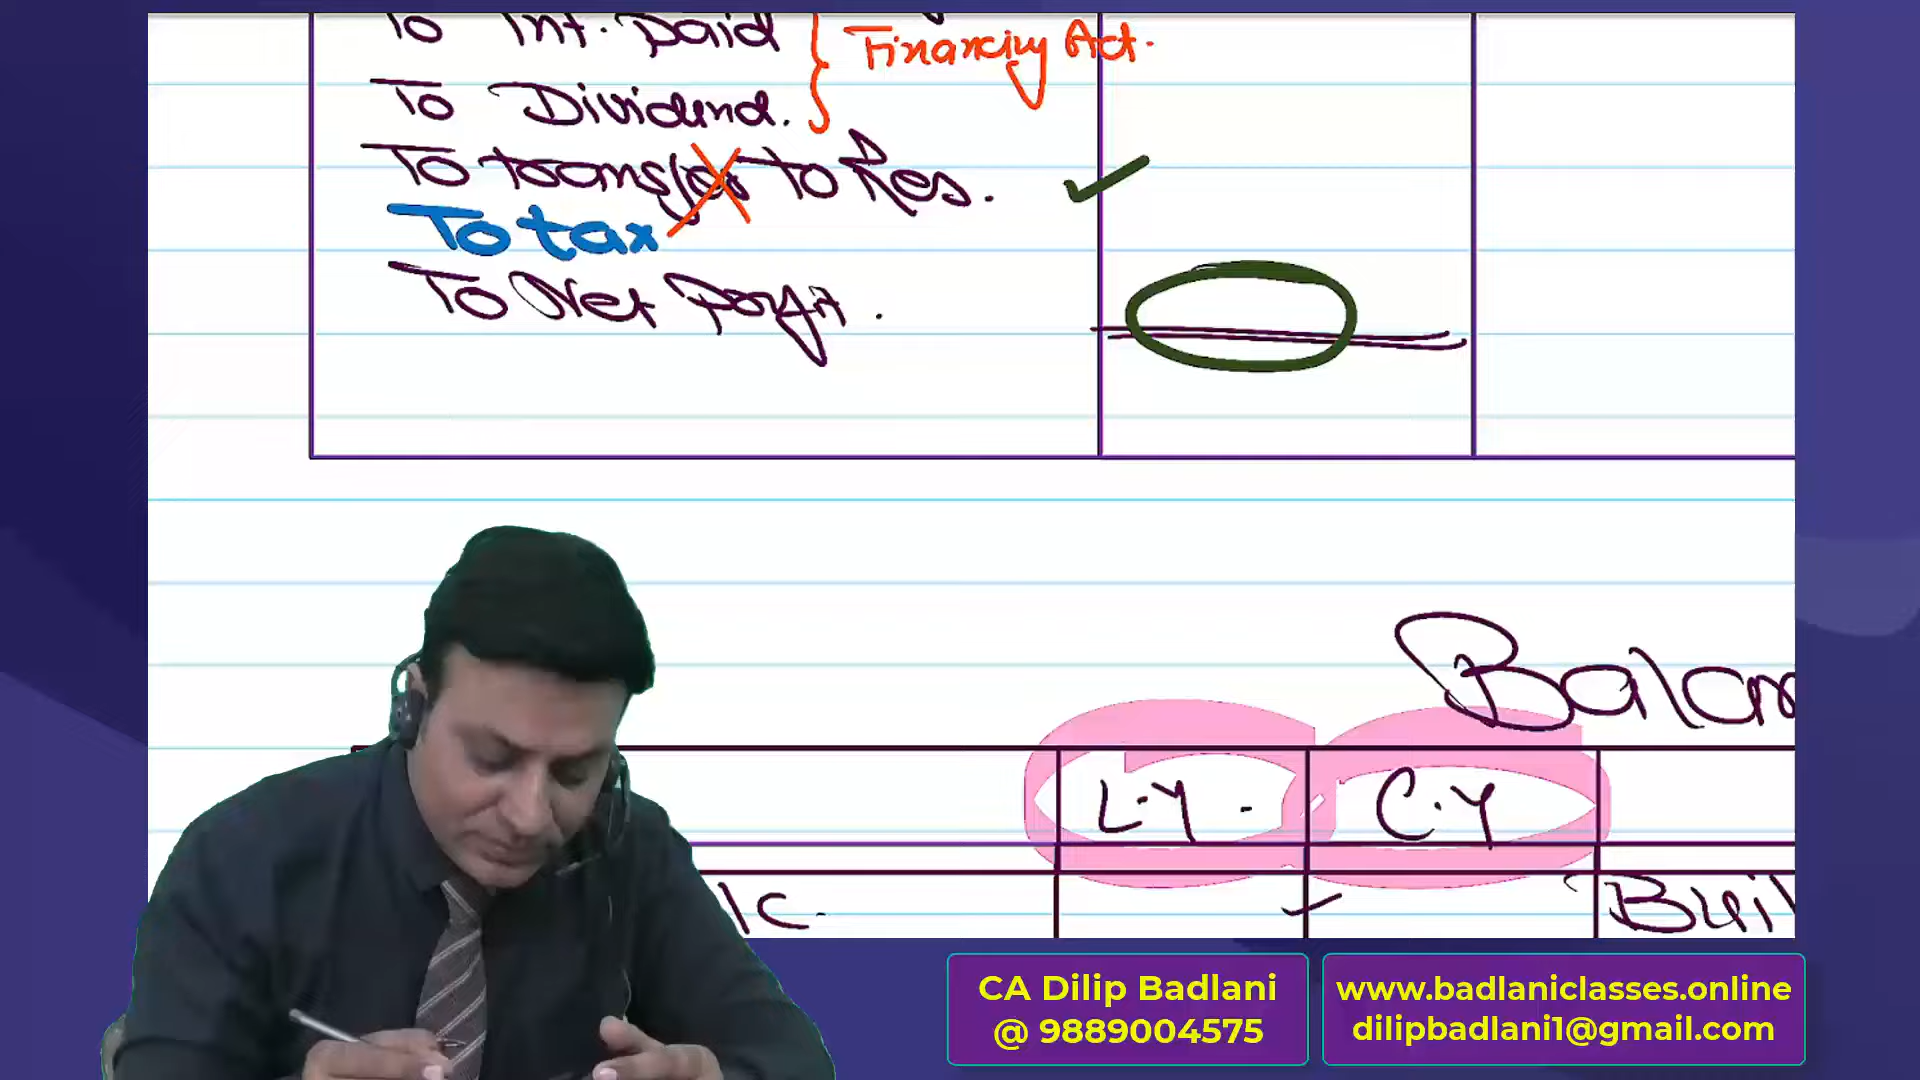 To Int. Paid
Financing Act.
To Dividend.
To transfer to Res.
To tax
To Net Profit.
Balan
L.Y.
C.Y
Buil
CA Dilip Badlani
@ 9889004575
www.badlaniclasses.online
dilipbadlani1@gmail.com